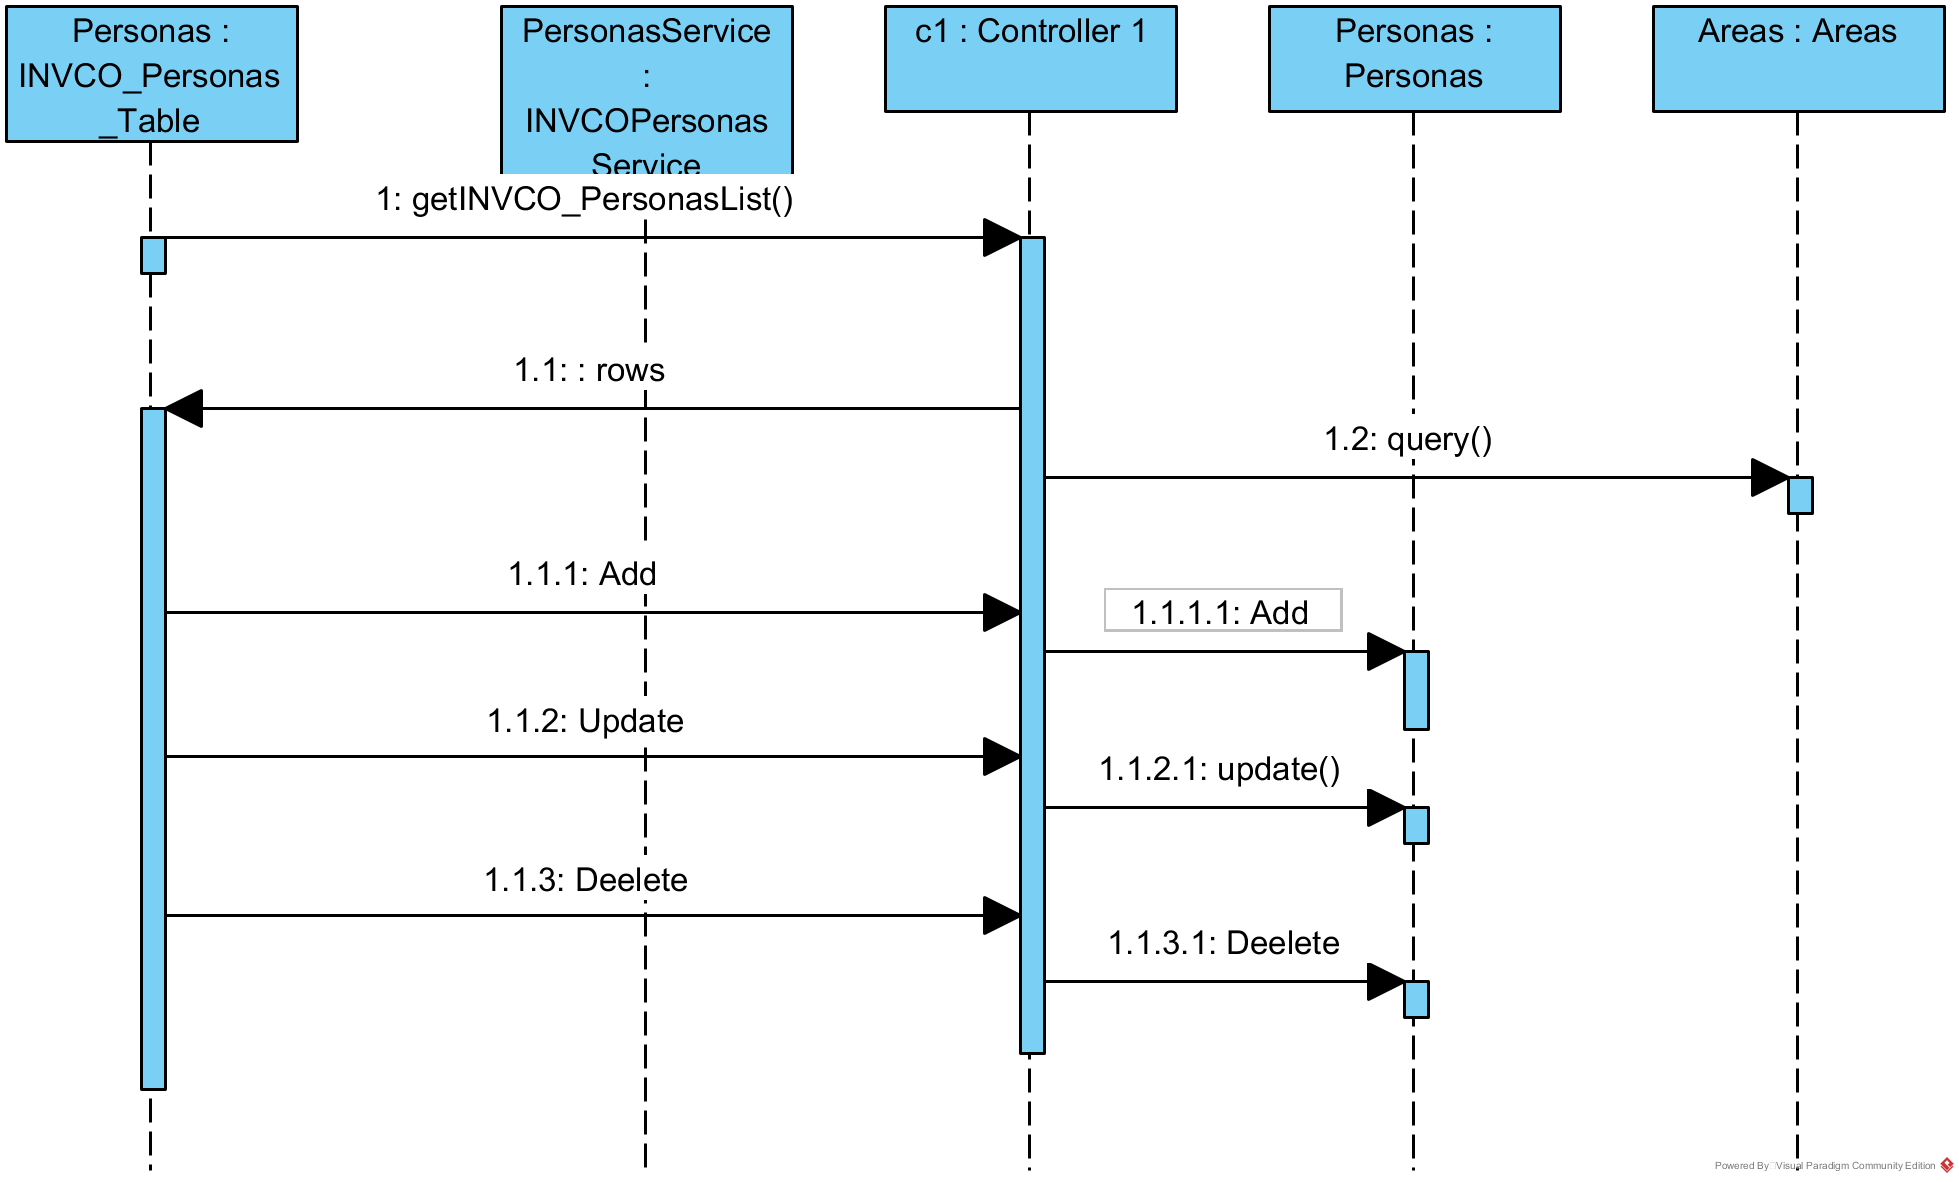 Personas :
INVCO_Personas
_Table
PersonasService
:
INVCOPersonas
Service
c1 : Controller 1
Personas :
Personas
Areas : Areas
1: getINVCO_PersonasList()
1.1: : rows
1.2: query()
1.1.1: Add
1.1.1.1: Add
1.1.2: Update
1.1.2.1: update()
1.1.3: Deelete
1.1.3.1: Deelete
Powered By Visual Paradigm Community Edition